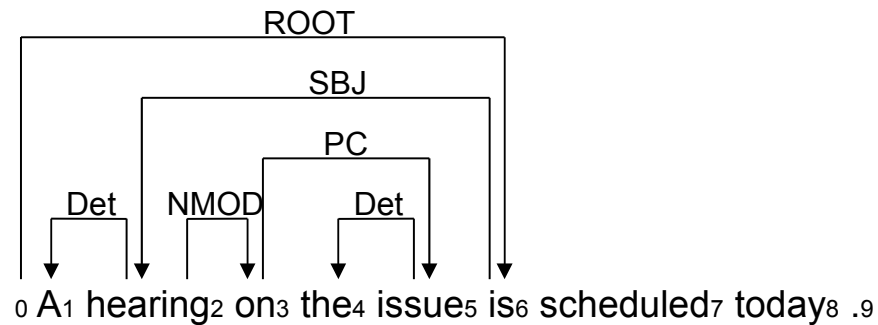 ROOT
SBJ
PC
Det NMOD Det
0 A1 hearing2 on3 the4 issue5 is6 scheduled7 today8 .9